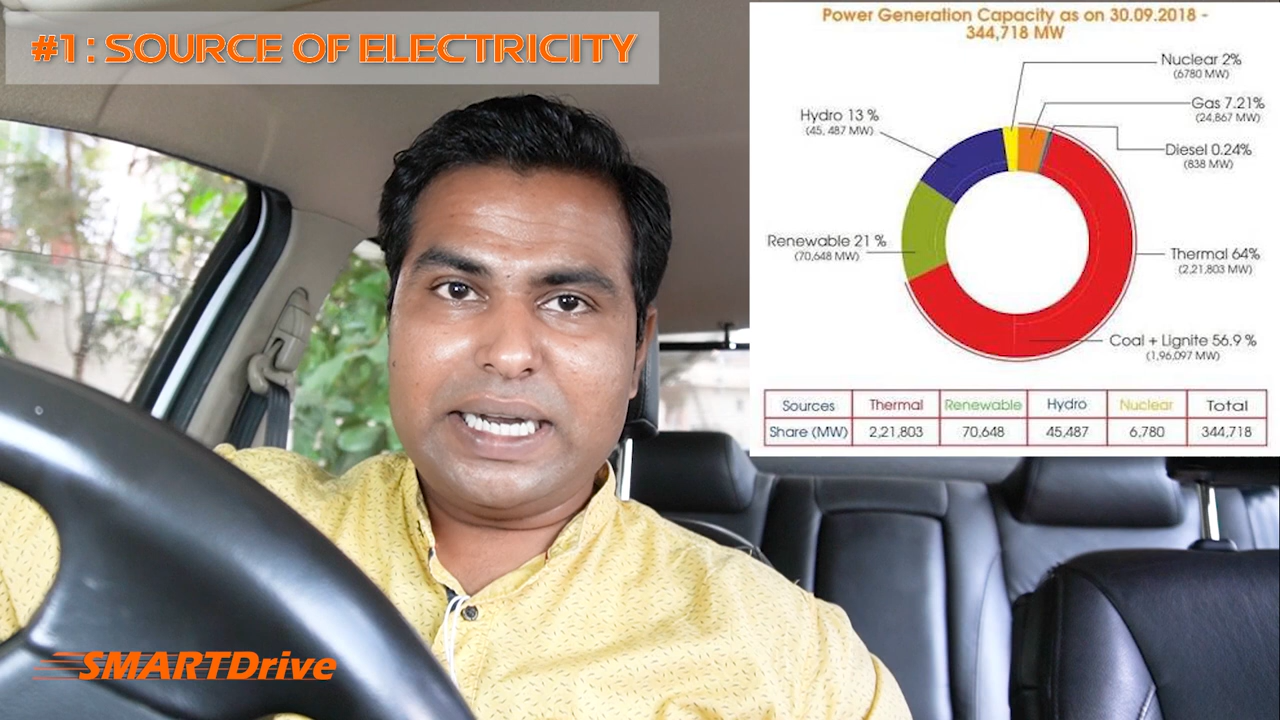 #1 : SOURCE OF ELECTRICITY
Power Generation Capacity as on 30.09.2018 -
344,718 MW
Nuclear 2%
(6780 MW)
Gas 7.21%
(24,867 MW)
Hydro 13 %
(45, 487 MW)
Diesel 0.24%
(838 MW)
Renewable 21 %
(70,648 MW)
Thermal 64%
(2,21,803 MW)
Coal + Lignite 56.9 %
(1,96,097 MW)
Sources Thermal Renewable Hydro Nuclear Total
Share (MW) 2,21,803 70,648 45,487 6,780 344,718
SMARTDrive